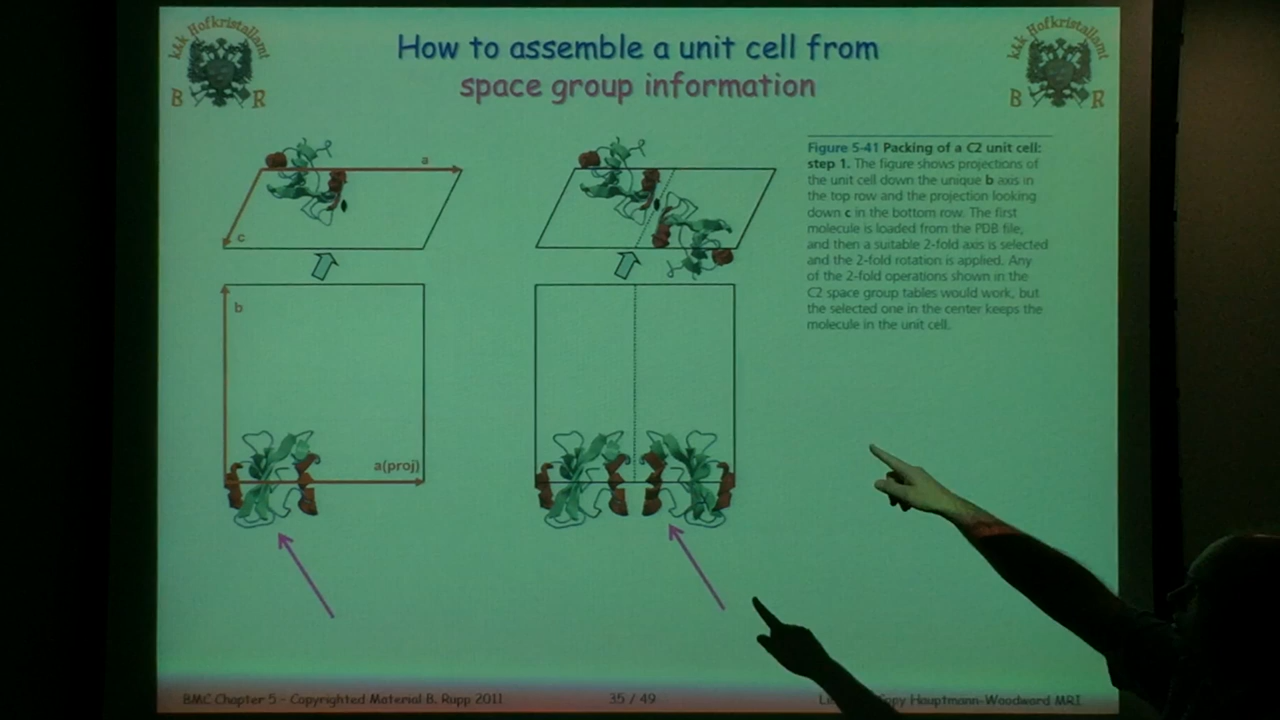 k&k Hofkristallamt
B R
How to assemble a unit cell from
space group information
k&k Hofkristallamt
B R
a
c
b
a(proj)
Figure 5-41 Packing of a C2 unit cell:
step 1. The figure shows projections of
the unit cell down the unique b axis in
the top row and the projection looking
down c in the bottom row. The first
molecule is loaded from the PDB file,
and then a suitable 2-fold axis is selected
and the 2-fold rotation is applied. Any
of the 2-fold operations shown in the
C2 space group tables would work, but
the selected one in the center keeps the
molecule in the unit cell.
BMC Chapter 5 - Copyrighted Material B. Rupp 2011
35 / 49
Hauptmann-Woodward MRI